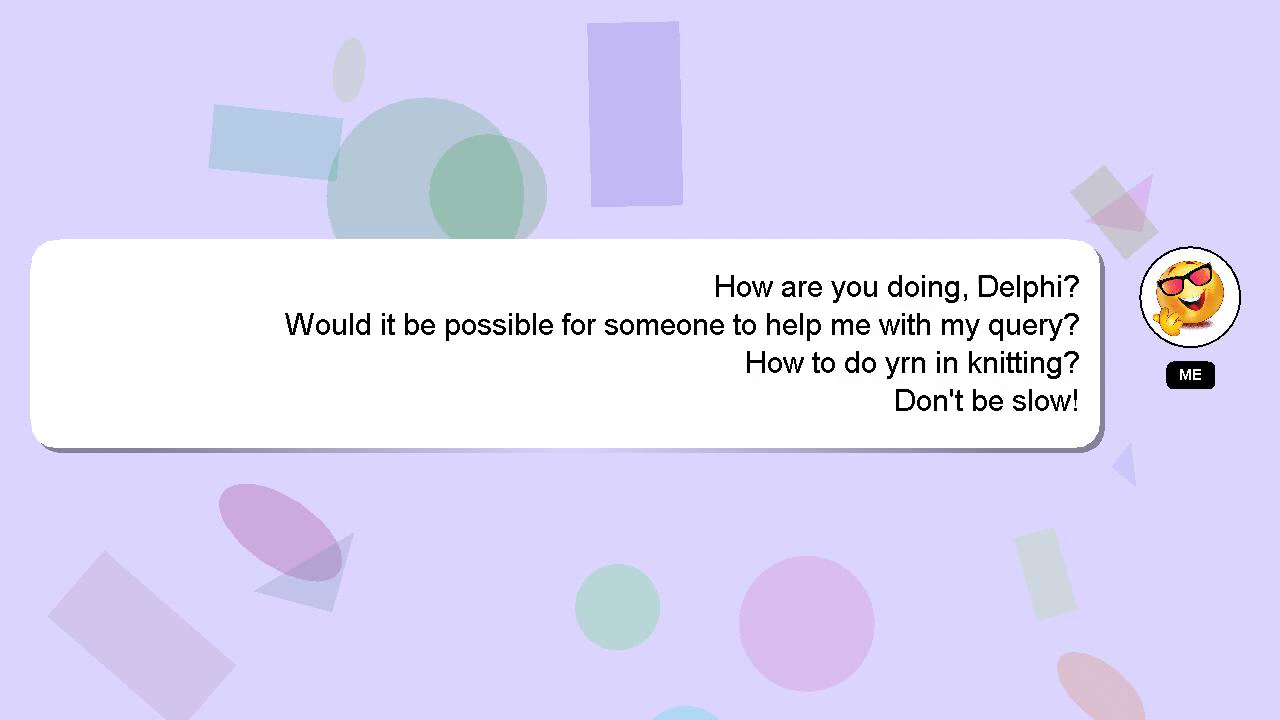 How are you doing, Delphi?
Would it be possible for someone to help me with my query?
How to do yrn in knitting?
Don't be slow!
ME